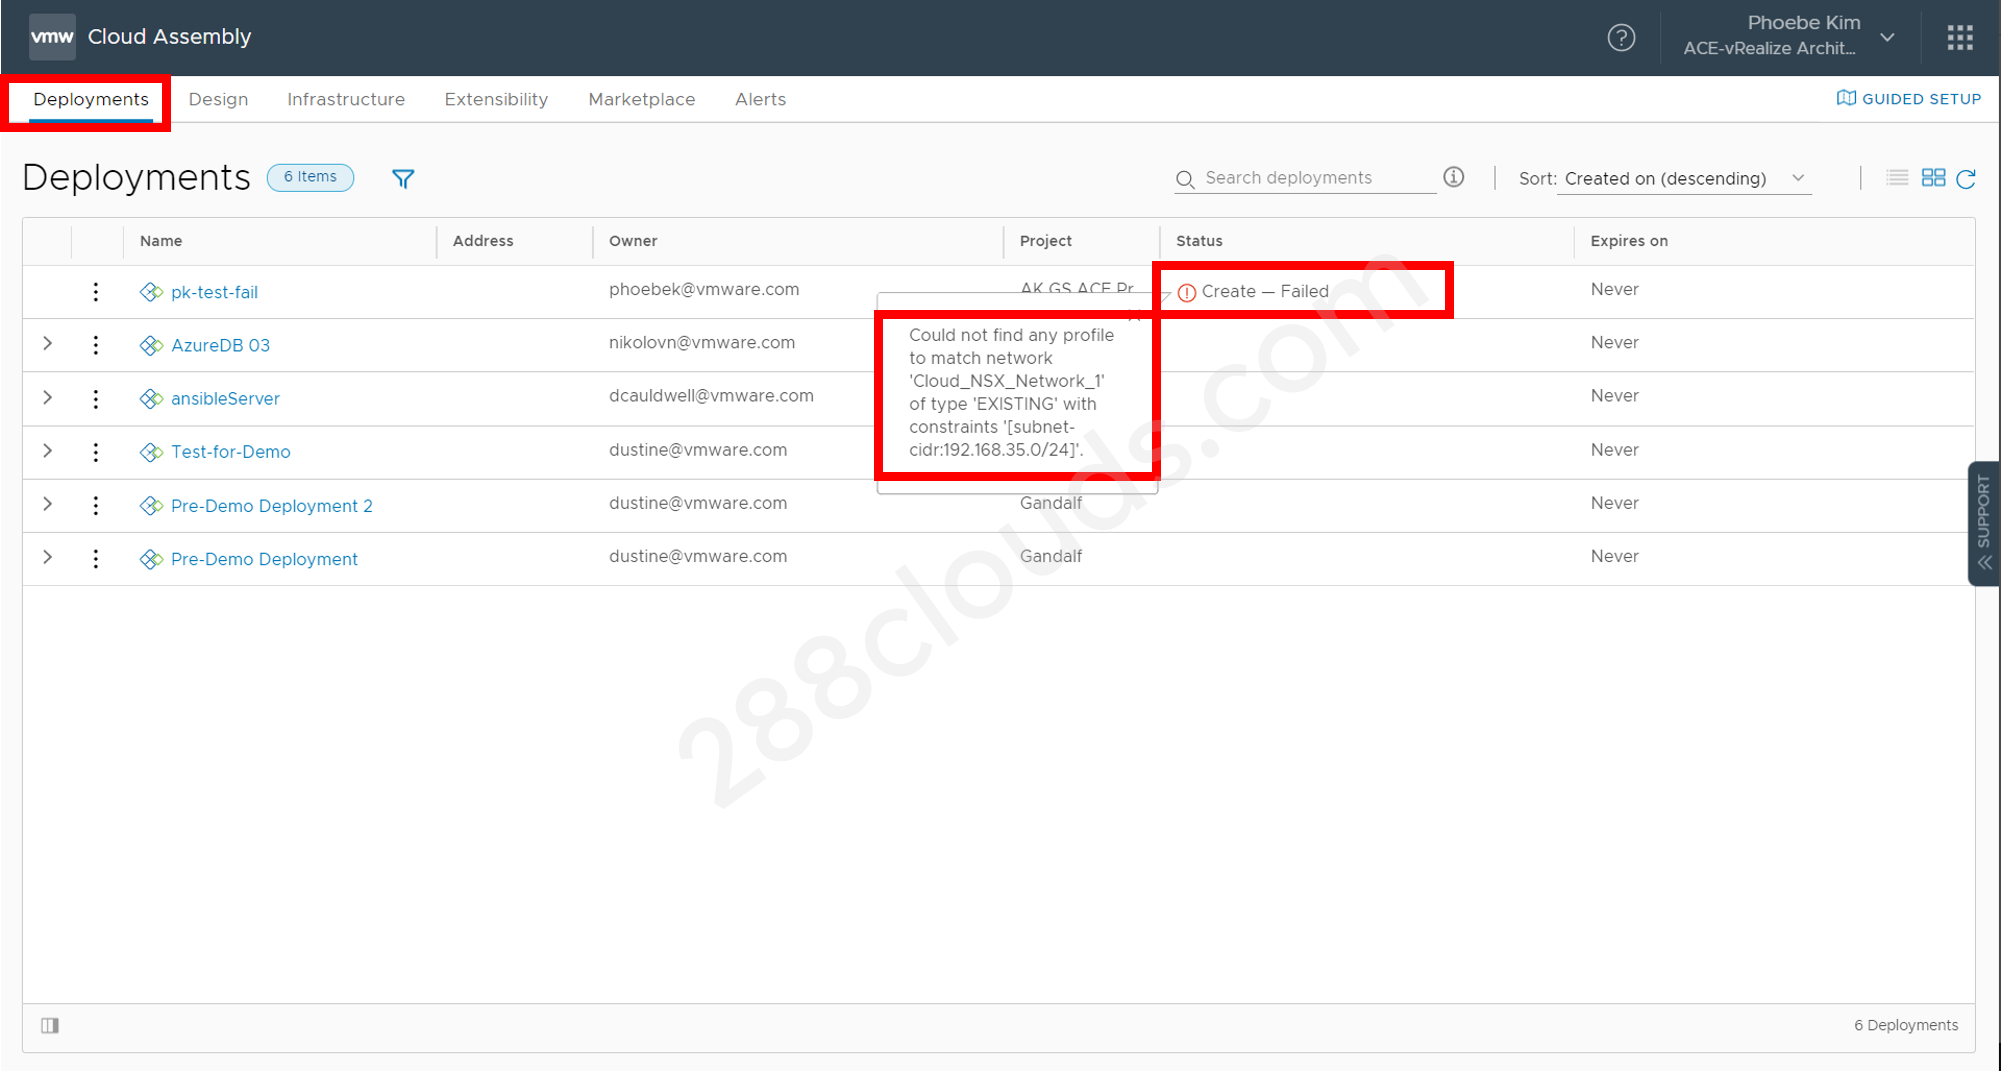 vmw Cloud Assembly
Phoebe Kim
ACE-vRealize Archit...
Deployments Design Infrastructure Extensibility Marketplace Alerts
GUIDED SETUP
Deployments 6 Items
Search deployments
Sort: Created on (descending)
Name Address Owner Project Status Expires on
pk-test-fail phoebek@vmware.com AK GS ACE Pr Create — Failed Never
Could not find any profile
to match network
'Cloud_NSX_Network_1'
of type 'EXISTING' with
constraints '[subnet-
cidr:192.168.35.0/24]'.
AzureDB 03 nikolovn@vmware.com Never
ansibleServer dcauldwell@vmware.com Never
Test-for-Demo dustine@vmware.com Never
Pre-Demo Deployment 2 dustine@vmware.com Gandalf Never
Pre-Demo Deployment dustine@vmware.com Gandalf Never
SUPPORT
288clouds.com
6 Deployments